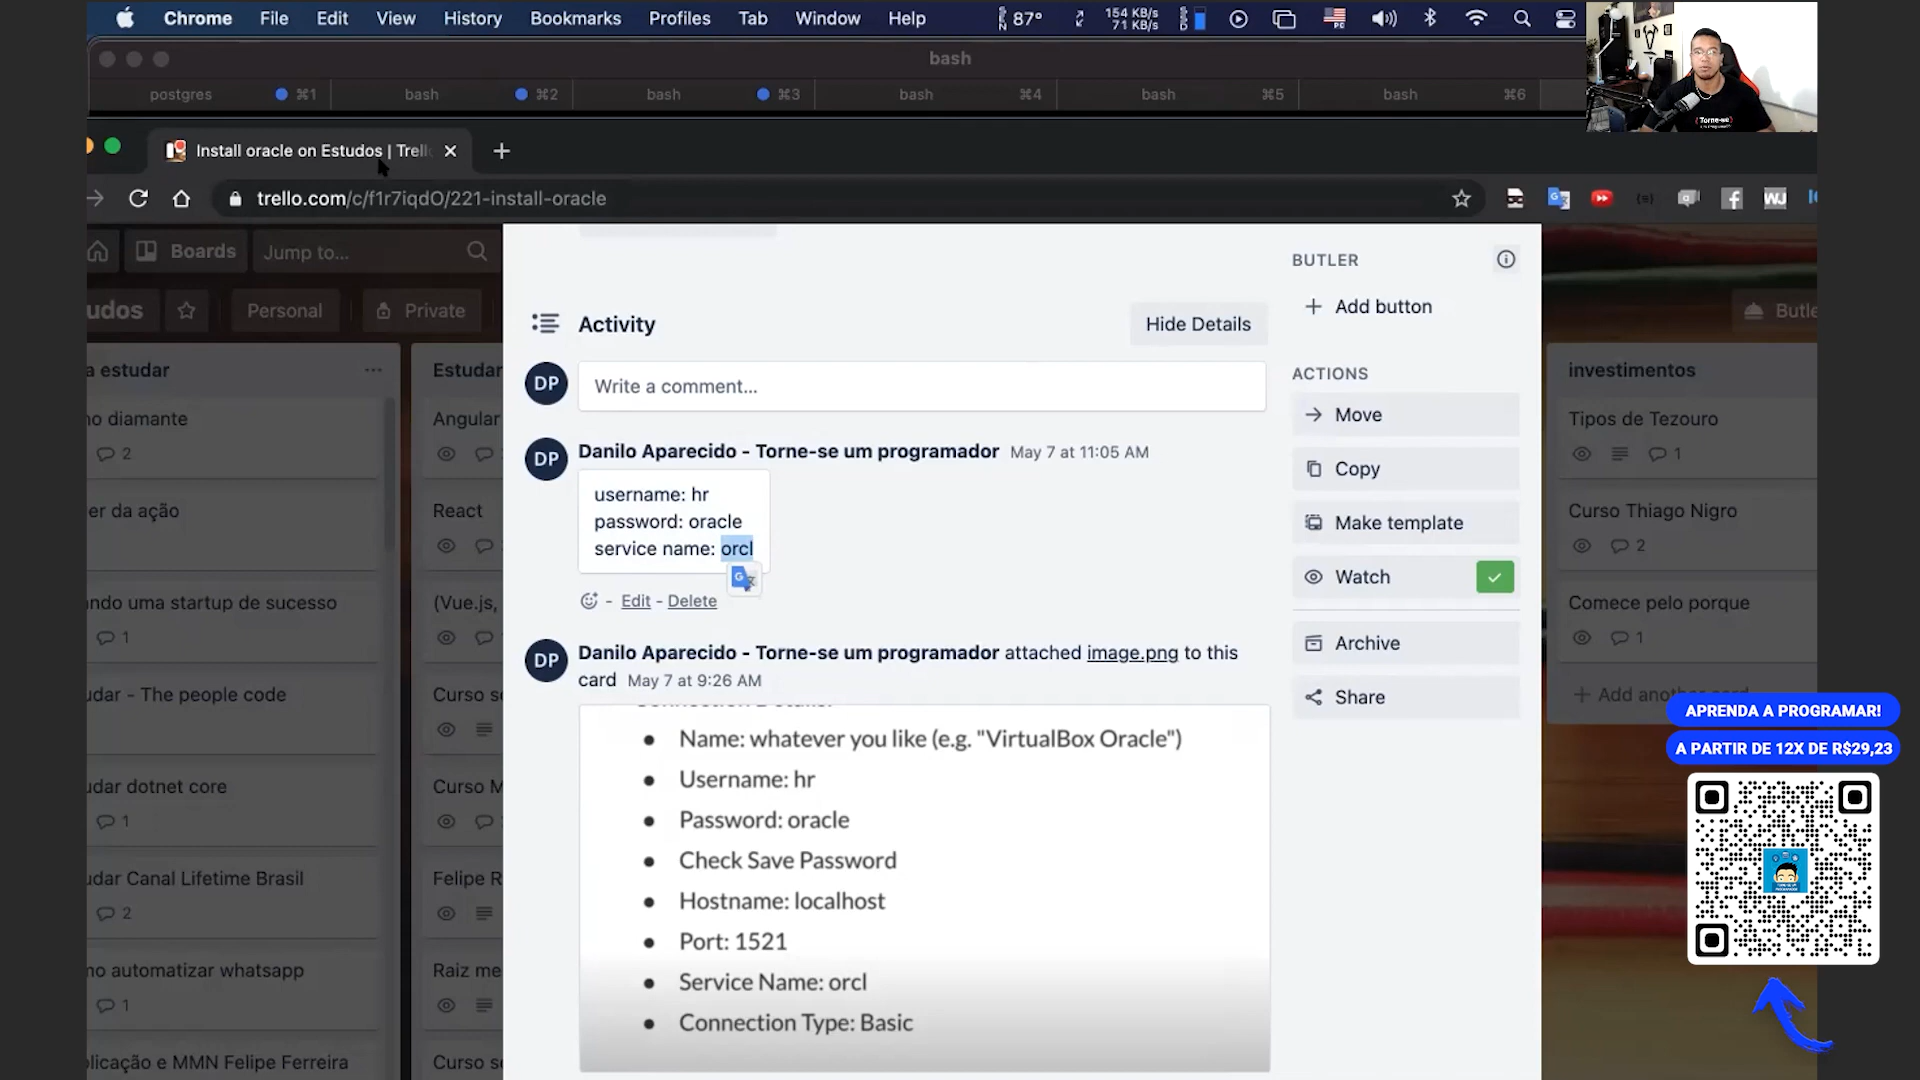 Chrome File Edit View History Bookmarks Profiles Tab Window Help 87° 154 KB/s 71 KB/s
bash
postgres ⌘1 bash ⌘2 bash ⌘3 bash ⌘4 bash ⌘5 bash ⌘6
Install oracle on Estudos | Trell
trello.com/c/f1r7iqdO/221-install-oracle
Boards Jump to...
udos Personal Private
a estudar
no diamante
2
er da ação
ando uma startup de sucesso
1
udar - The people code
udar dotnet core
1
udar Canal Lifetime Brasil
2
no automatizar whatsapp
1
plicação e MMN Felipe Ferreira
Estudar
Angular
React
(Vue.js,
Curso se
Curso M
Felipe R
Raiz me
Curso se
Activity
Hide Details
DP Write a comment...
DP Danilo Aparecido - Torne-se um programador May 7 at 11:05 AM
username: hr
password: oracle
service name: orcl
- Edit - Delete
DP Danilo Aparecido - Torne-se um programador attached image.png to this
card May 7 at 9:26 AM
Name: whatever you like (e.g. "VirtualBox Oracle")
Username: hr
Password: oracle
Check Save Password
Hostname: localhost
Port: 1521
Service Name: orcl
Connection Type: Basic
BUTLER
+ Add button
ACTIONS
Move
Copy
Make template
Watch
Archive
Share
Butle
investimentos
Tipos de Tezouro
1
Curso Thiago Nigro
2
Comece pelo porque
1
+ Add another card
APRENDA A PROGRAMAR!
A PARTIR DE 12X DE R$29,23